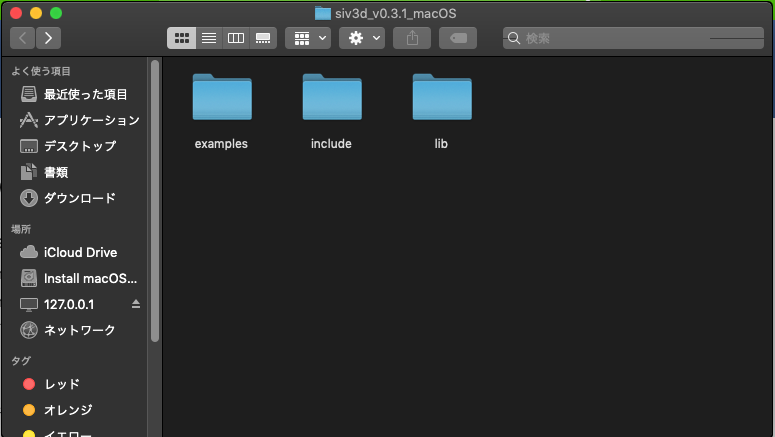 siv3d_v0.3.1_macOS
検索
よく使う項目
最近使った項目
アプリケーション
デスクトップ
書類
ダウンロード
場所
iCloud Drive
Install macOS...
127.0.0.1
ネットワーク
タグ
レッド
オレンジ
イエロー
examples
include
lib